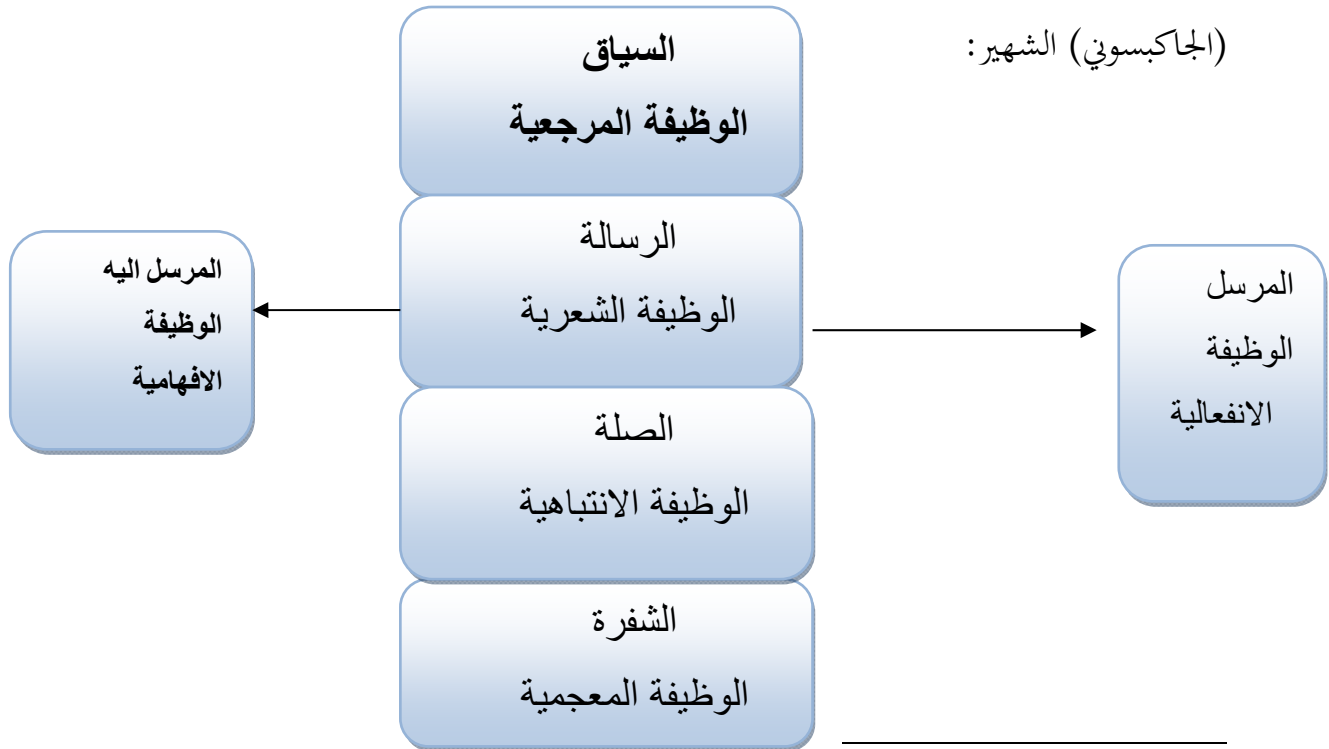 (الجاكبسوني) الشهير:
السياق
الوظيفة المرجعية
المرسل
الوظيفة
الانفعالية
الرسالة
الوظيفة الشعرية
المرسل اليه
الوظيفة
الافهامية
الصلة
الوظيفة الانتباهية
الشفرة
الوظيفة المعجمية